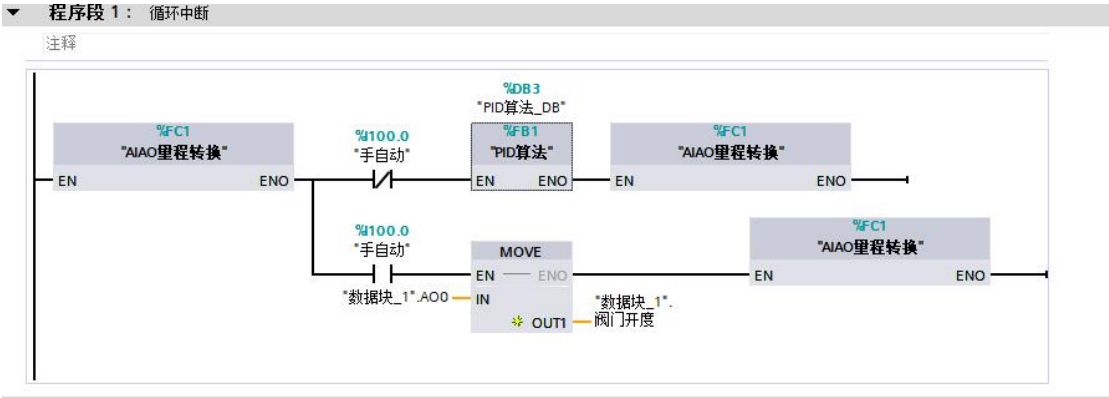 程序段 1： 循环中断
注释
%DB3
"PID算法_DB"
%FC1
"AIAO里程转换"
EN ENO
%I100.0
"手自动"
%FB1
"PID算法"
EN ENO
%FC1
"AIAO里程转换"
EN ENO
%I100.0
"手自动"
MOVE
EN ENO
"数据块_1".AO0 IN
OUT1
"数据块_1".
阀门开度
%FC1
"AIAO里程转换"
EN ENO